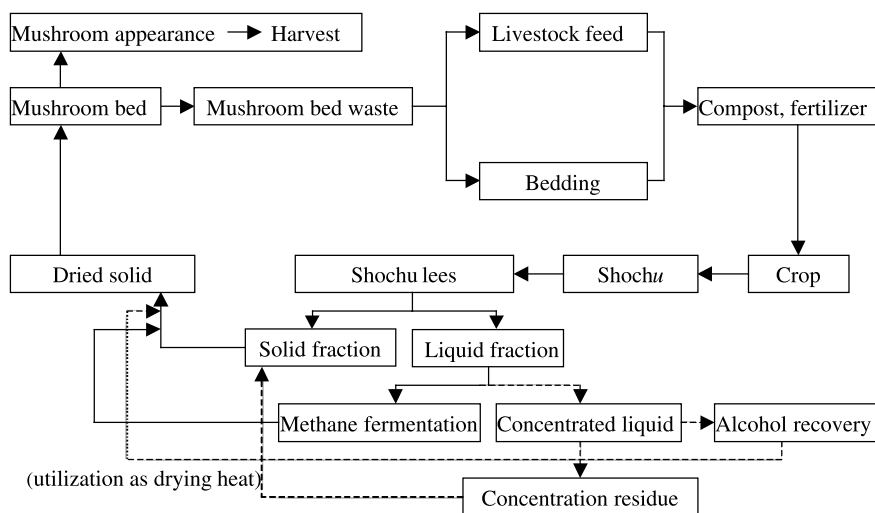 Mushroom appearance
Harvest
Livestock feed
Mushroom bed
Mushroom bed waste
Compost, fertilizer
Bedding
Dried solid
Shochu lees
Shochu
Crop
Solid fraction
Liquid fraction
Methane fermentation
Concentrated liquid
Alcohol recovery
(utilization as drying heat)
Concentration residue